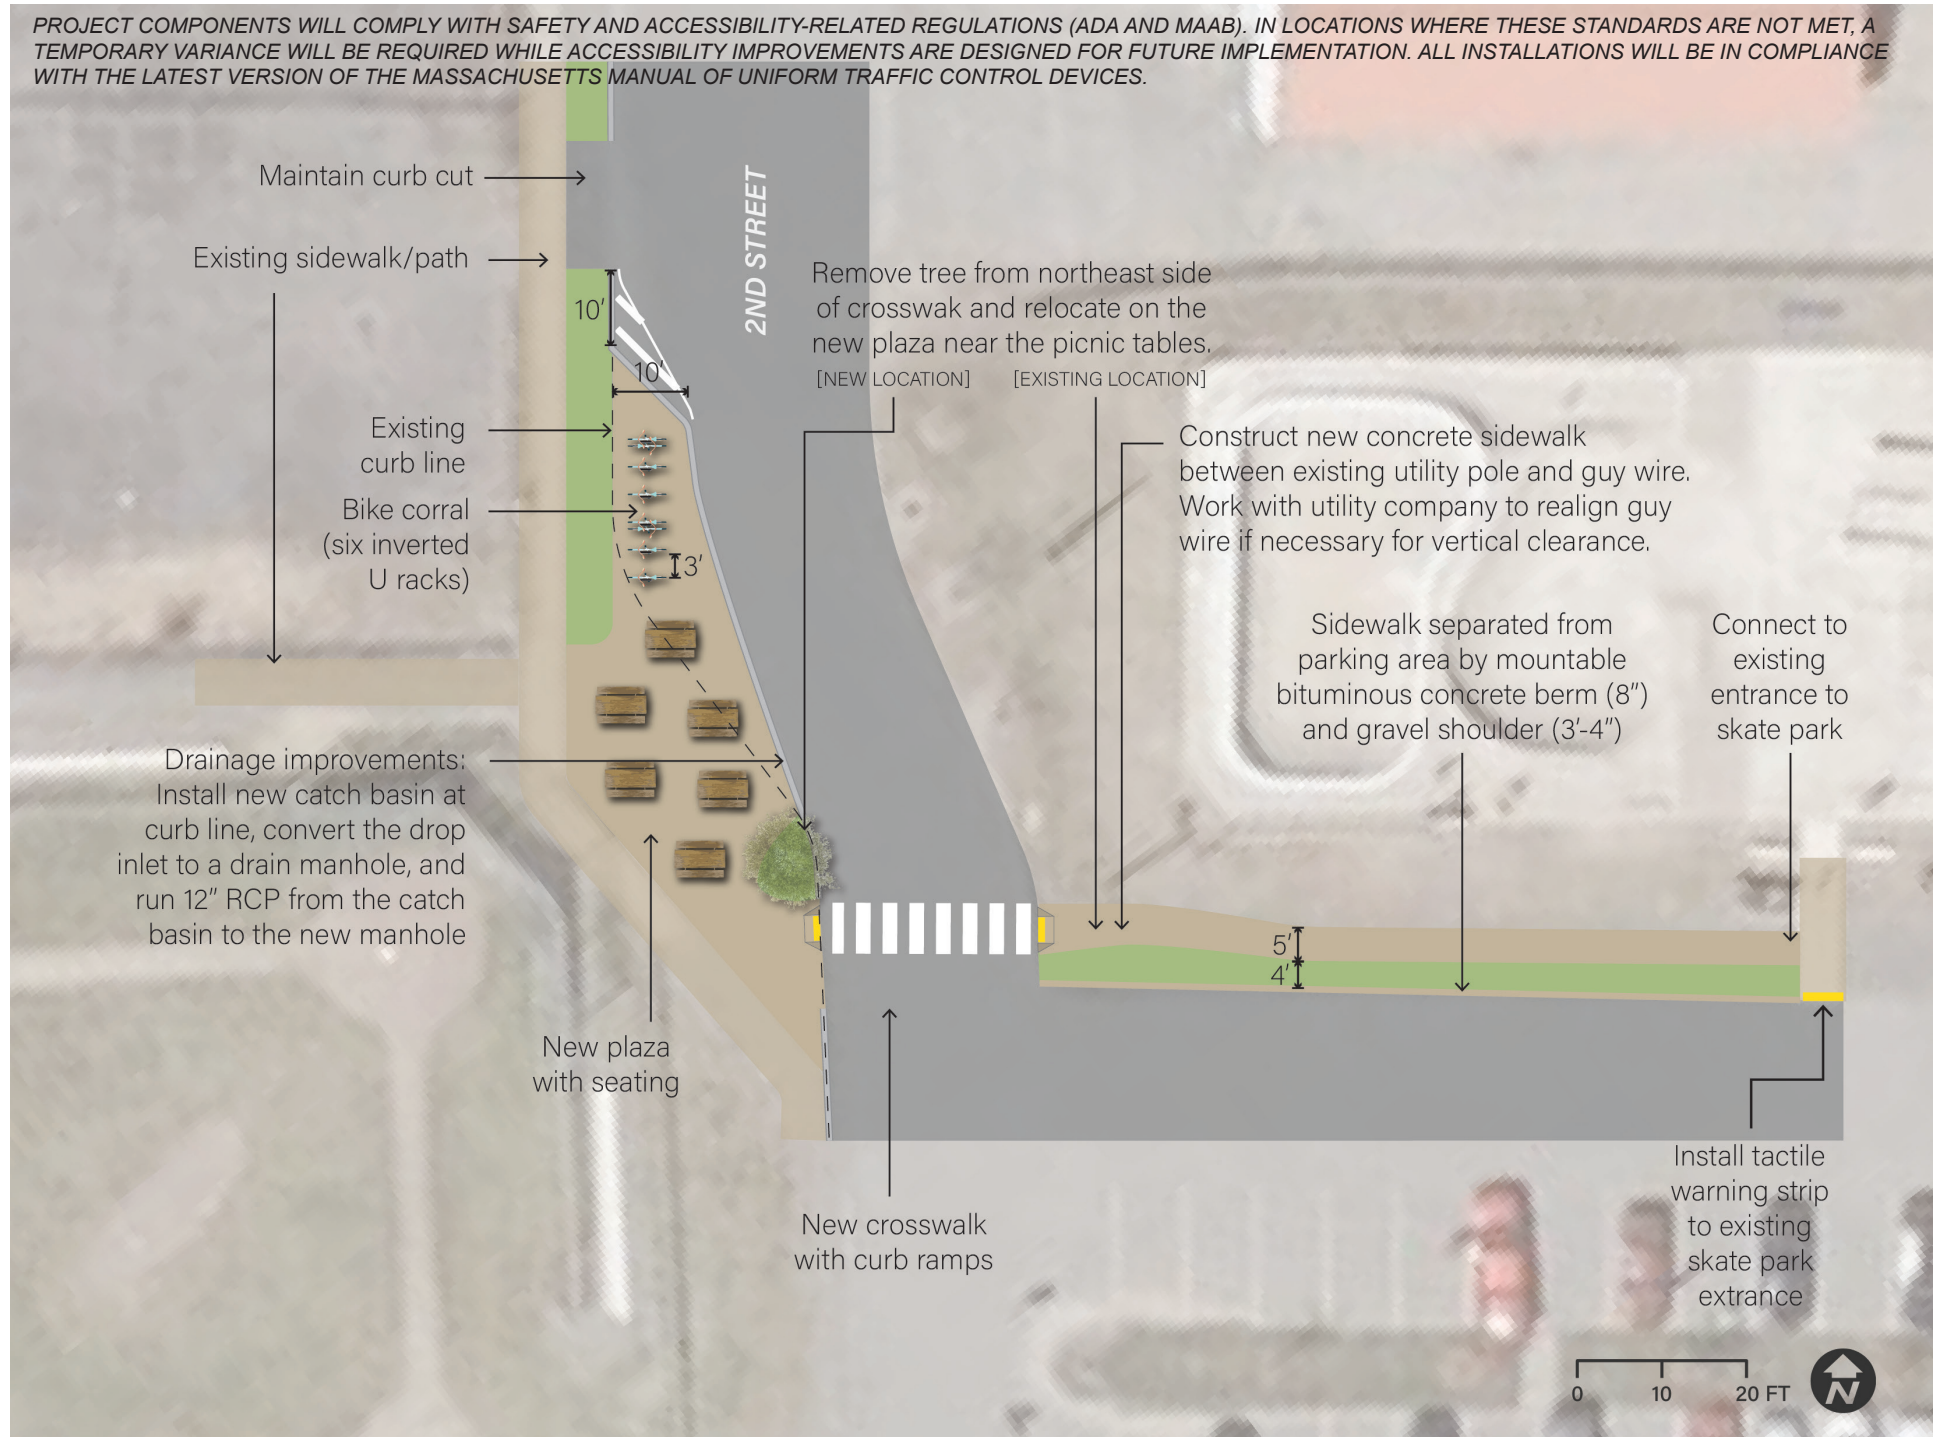 PROJECT COMPONENTS WILL COMPLY WITH SAFETY AND ACCESSIBILITY-RELATED REGULATIONS (ADA AND MAAB). IN LOCATIONS WHERE THESE STANDARDS ARE NOT MET, A
TEMPORARY VARIANCE WILL BE REQUIRED WHILE ACCESSIBILITY IMPROVEMENTS ARE DESIGNED FOR FUTURE IMPLEMENTATION. ALL INSTALLATIONS WILL BE IN COMPLIANCE
WITH THE LATEST VERSION OF THE MASSACHUSETTS MANUAL OF UNIFORM TRAFFIC CONTROL DEVICES.
Maintain curb cut
Existing sidewalk/path
2ND STREET
10'
10'
Remove tree from northeast side
of crosswak and relocate on the
new plaza near the picnic tables.
[NEW LOCATION]
[EXISTING LOCATION]
Existing
curb line
Bike corral
(six inverted
U racks)
3'
Construct new concrete sidewalk
between existing utility pole and guy wire.
Work with utility company to realign guy
wire if necessary for vertical clearance.
Sidewalk separated from
parking area by mountable
bituminous concrete berm (8")
and gravel shoulder (3'-4")
Connect to
existing
entrance to
skate park
Drainage improvements:
Install new catch basin at
curb line, convert the drop
inlet to a drain manhole, and
run 12" RCP from the catch
basin to the new manhole
5'
4'
New plaza
with seating
New crosswalk
with curb ramps
Install tactile
warning strip
to existing
skate park
extrance
0
10
20 FT
N